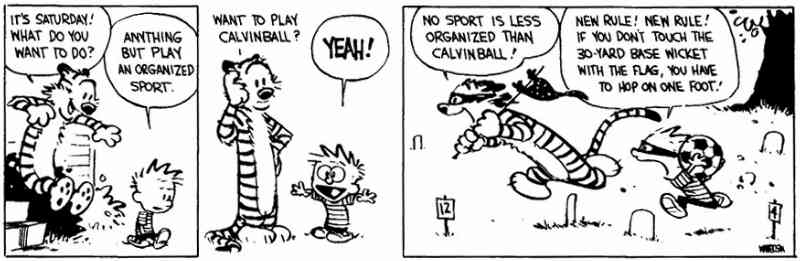 IT'S SATURDAY!
WHAT DO YOU
WANT TO DO?
ANYTHING
BUT PLAY
AN ORGANIZED
SPORT.
WANT TO PLAY
CALVINBALL?
YEAH!
NO SPORT IS LESS
ORGANIZED THAN
CALVINBALL!
NEW RULE! NEW RULE!
IF YOU DON'T TOUCH THE
30-YARD BASE WICKET
WITH THE FLAG, YOU HAVE
TO HOP ON ONE FOOT!
12
4